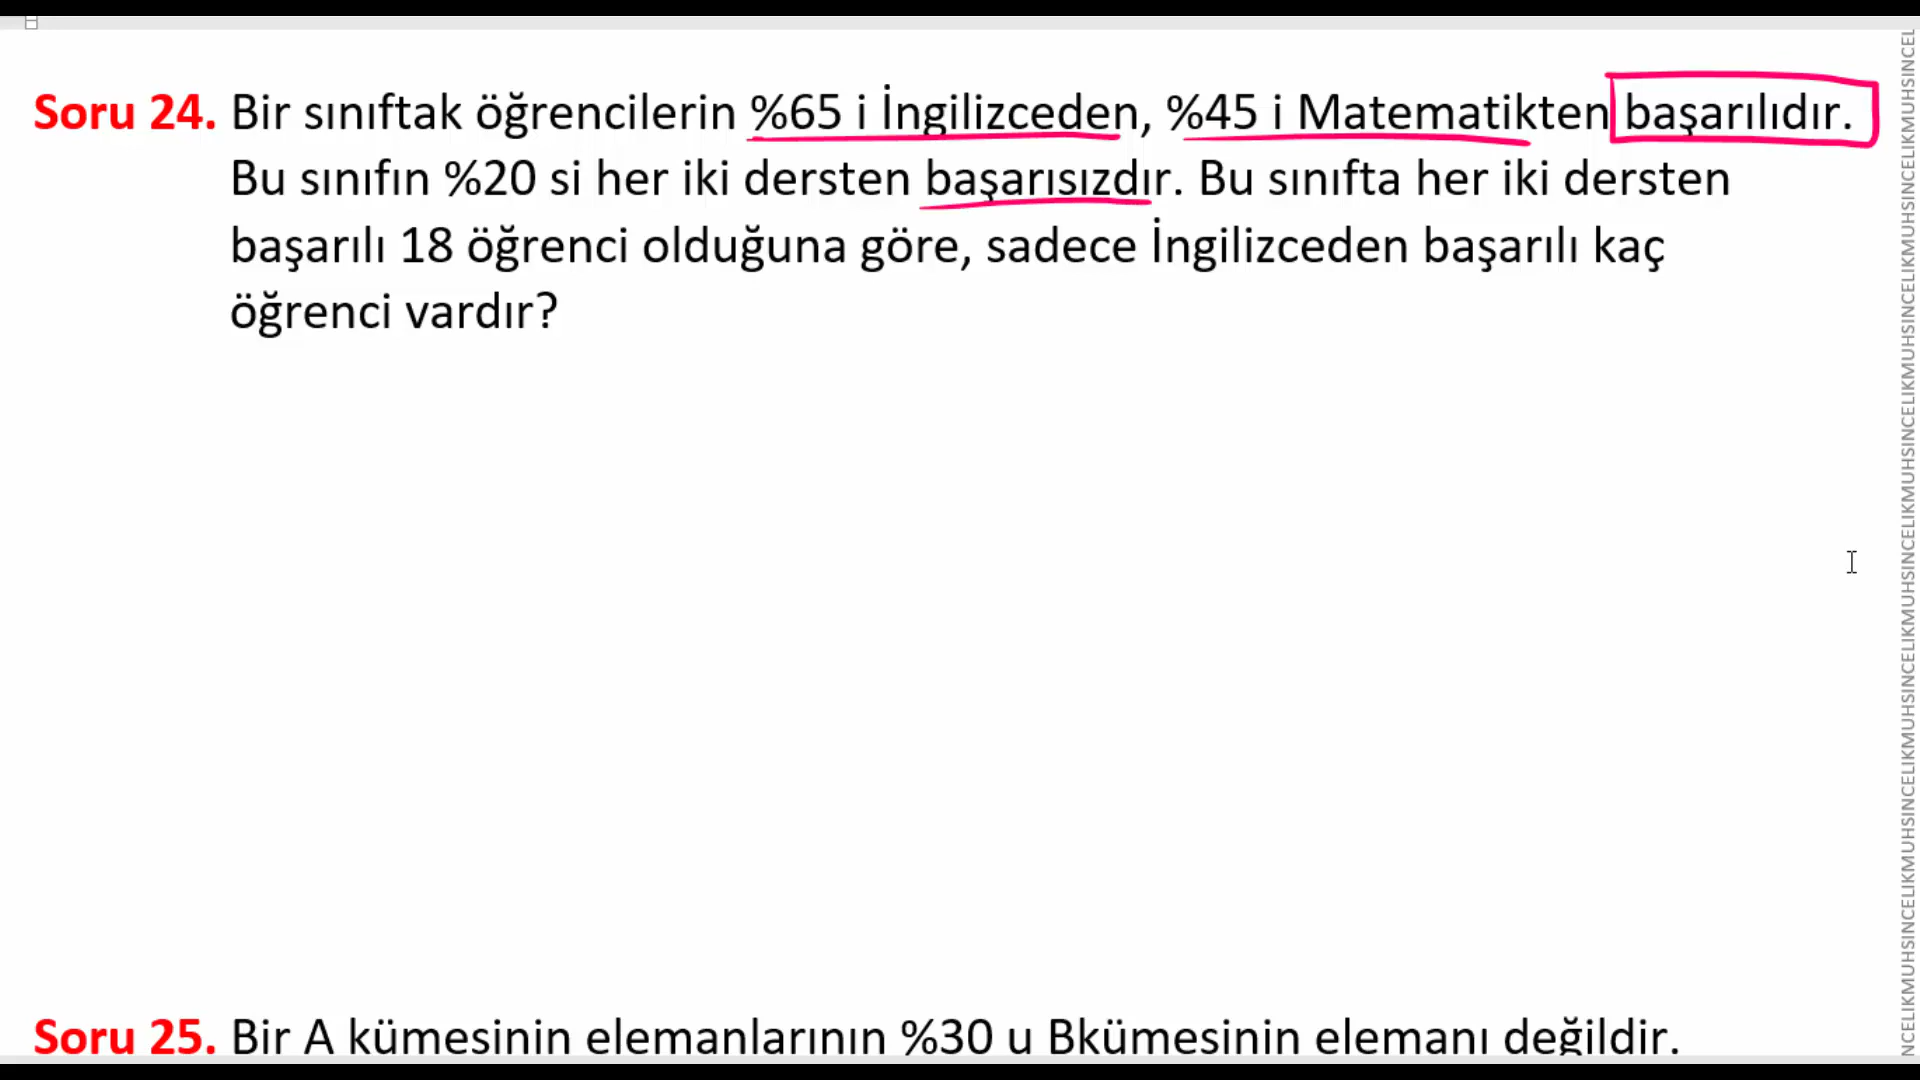 Soru 24. Bir sınıftak öğrencilerin %65 i İngilizceden, %45 i Matematikten başarılıdır.
Bu sınıfın %20 si her iki dersten başarısızdır. Bu sınıfta her iki dersten
başarılı 18 öğrenci olduğuna göre, sadece İngilizceden başarılı kaç
öğrenci vardır?
Soru 25. Bir A kümesinin elemanlarının %30 u Bkümesinin elemanı değildir.
NCELIKMUHSINCELIKMUHSINCELIKMUHSINCELIKMUHSINCELIKMUHSINCELIKMUHSINCELIKMUHSINCELIKMUHSINCELIKMUHSINCEL